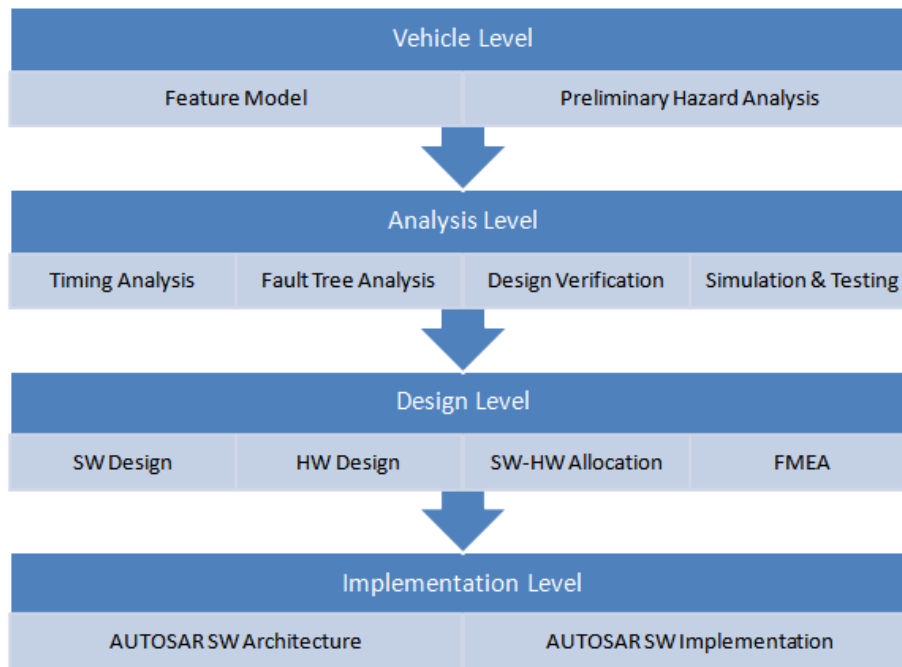 Vehicle Level
Feature Model
Preliminary Hazard Analysis
Analysis Level
Timing Analysis
Fault Tree Analysis
Design Verification
Simulation & Testing
Design Level
SW Design
HW Design
SW-HW Allocation
FMEA
Implementation Level
AUTOSAR SW Architecture
AUTOSAR SW Implementation